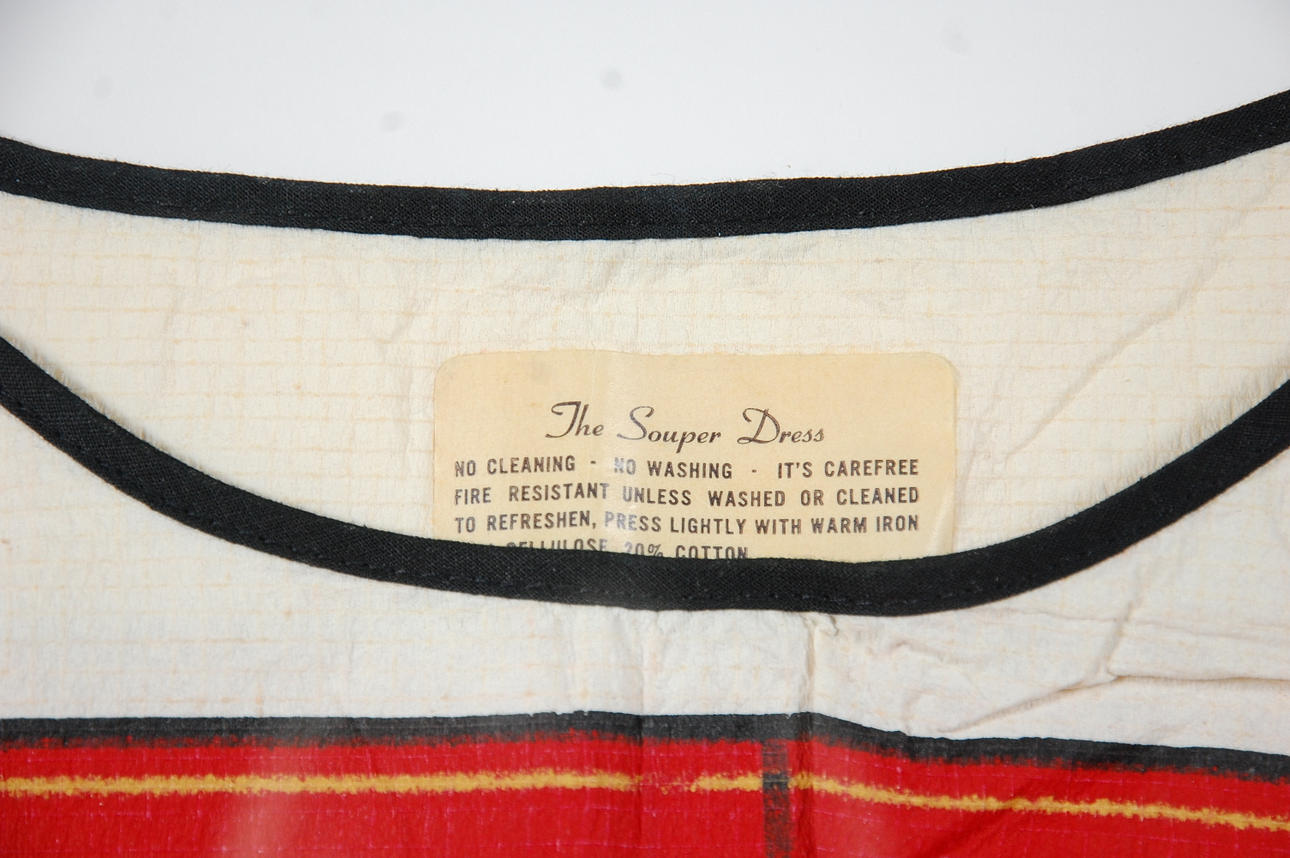 The Souper Dress
NO CLEANING - NO WASHING - IT'S CAREFREE
FIRE RESISTANT UNLESS WASHED OR CLEANED
TO REFRESHEN, PRESS LIGHTLY WITH WARM IRON
CELLULOSE 20% COTTON